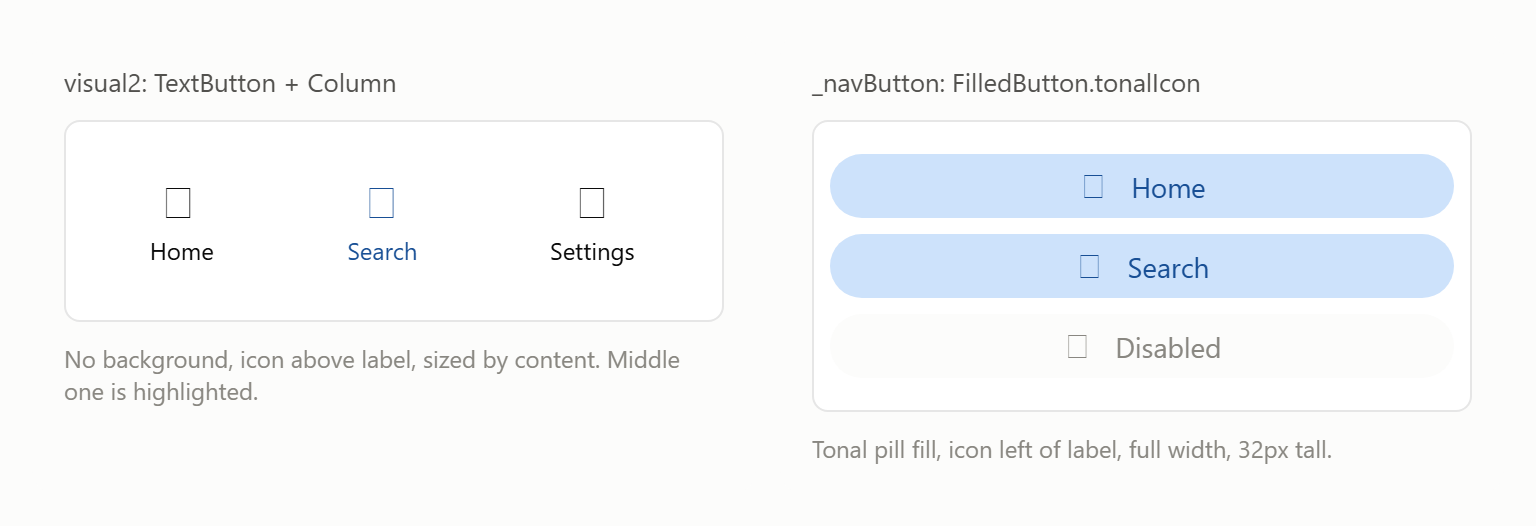 visual2: TextButton + Column
Home
Search
Settings
No background, icon above label, sized by content. Middle
one is highlighted.
_navButton: FilledButton.tonalIcon
Home
Search
Disabled
Tonal pill fill, icon left of label, full width, 32px tall.